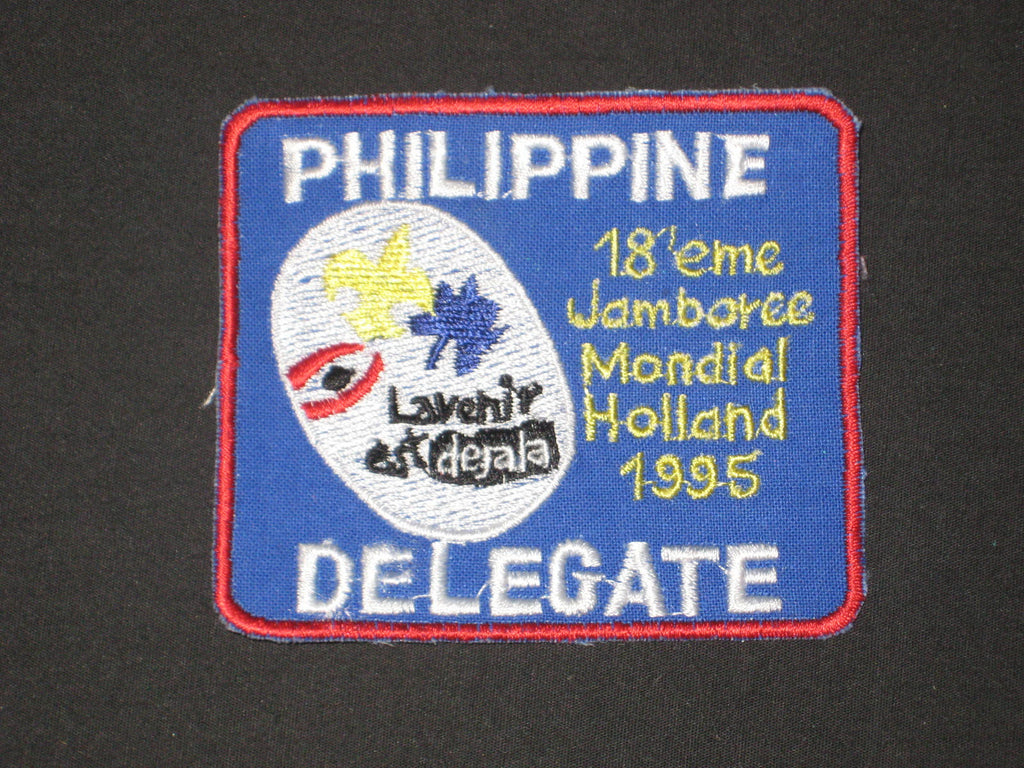 PHILIPPINE
18'eme
Jamboree
Mondial
Holland
1995
Lavenir
est dejala
DELEGATE